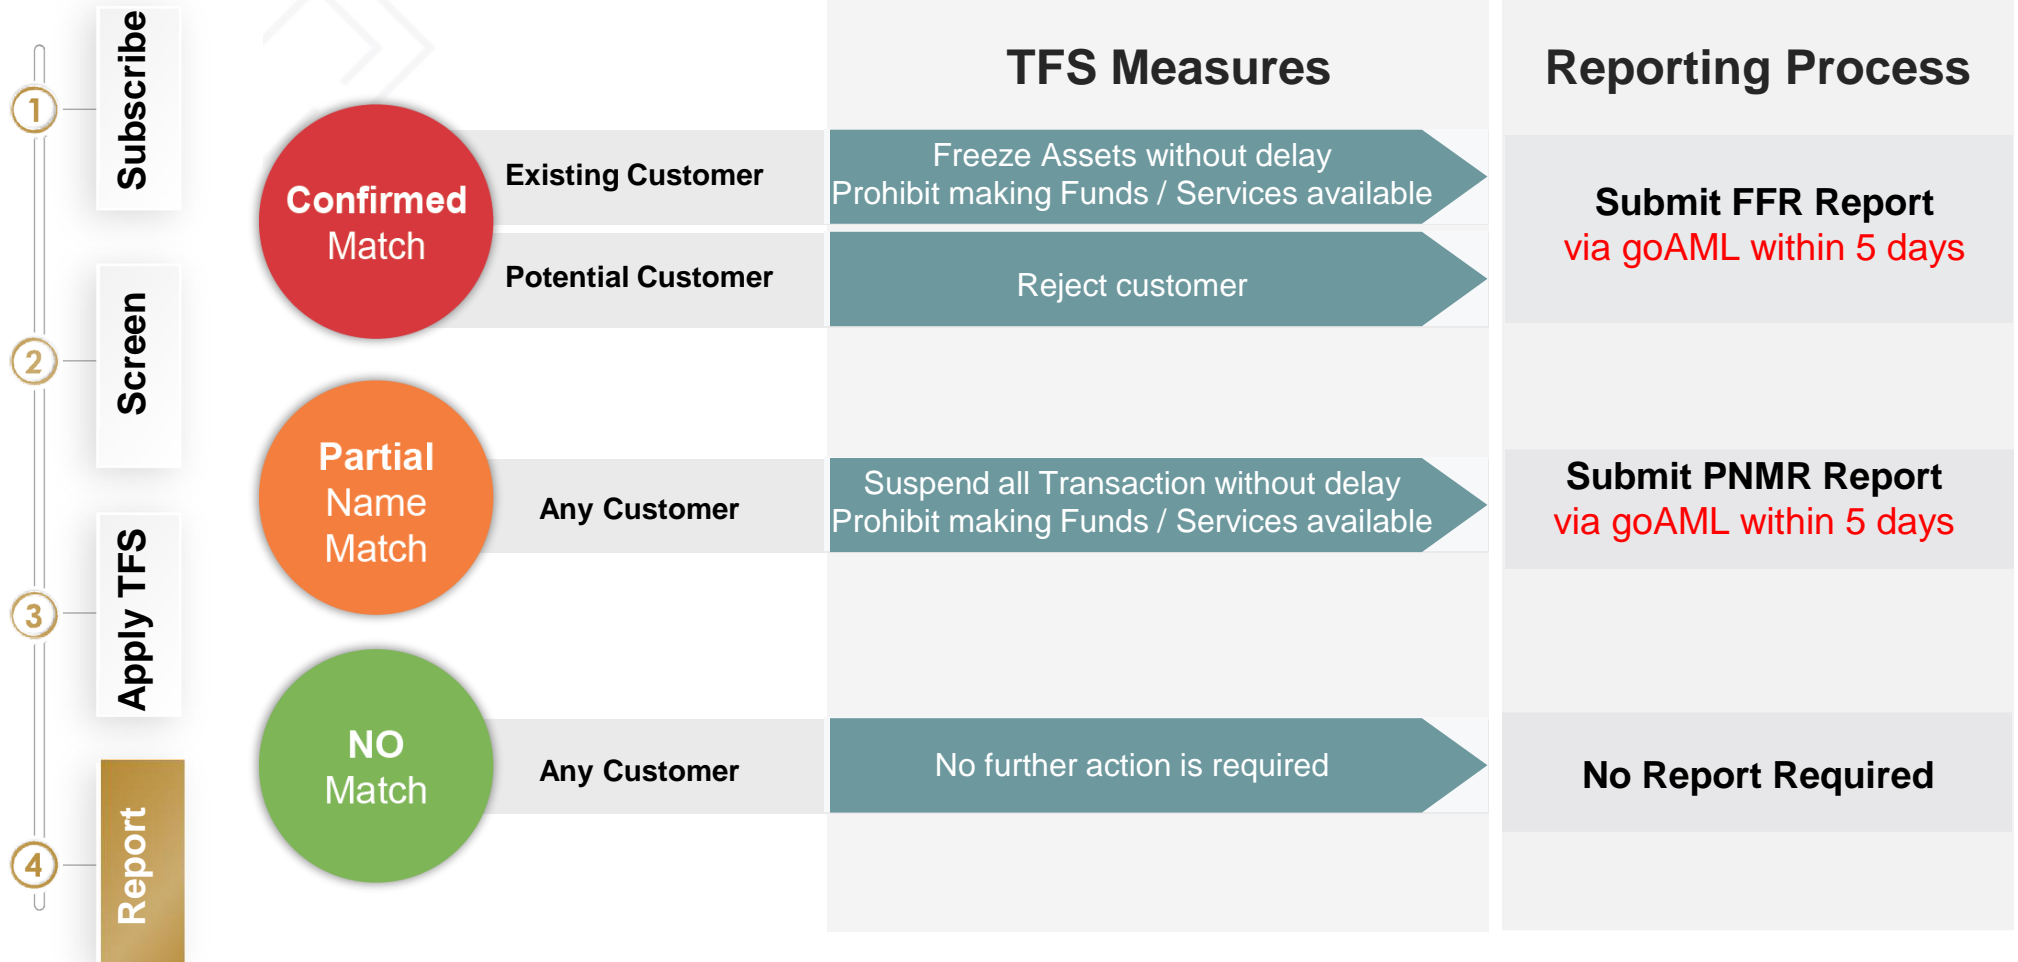 1
Subscribe
2
Screen
3
Apply TFS
4
Report
TFS Measures
Reporting Process
Confirmed
Match
Existing Customer
Freeze Assets without delay
Prohibit making Funds / Services available
Potential Customer
Reject customer
Submit FFR Report
via goAML within 5 days
Partial
Name
Match
Any Customer
Suspend all Transaction without delay
Prohibit making Funds / Services available
Submit PNMR Report
via goAML within 5 days
NO
Match
Any Customer
No further action is required
No Report Required